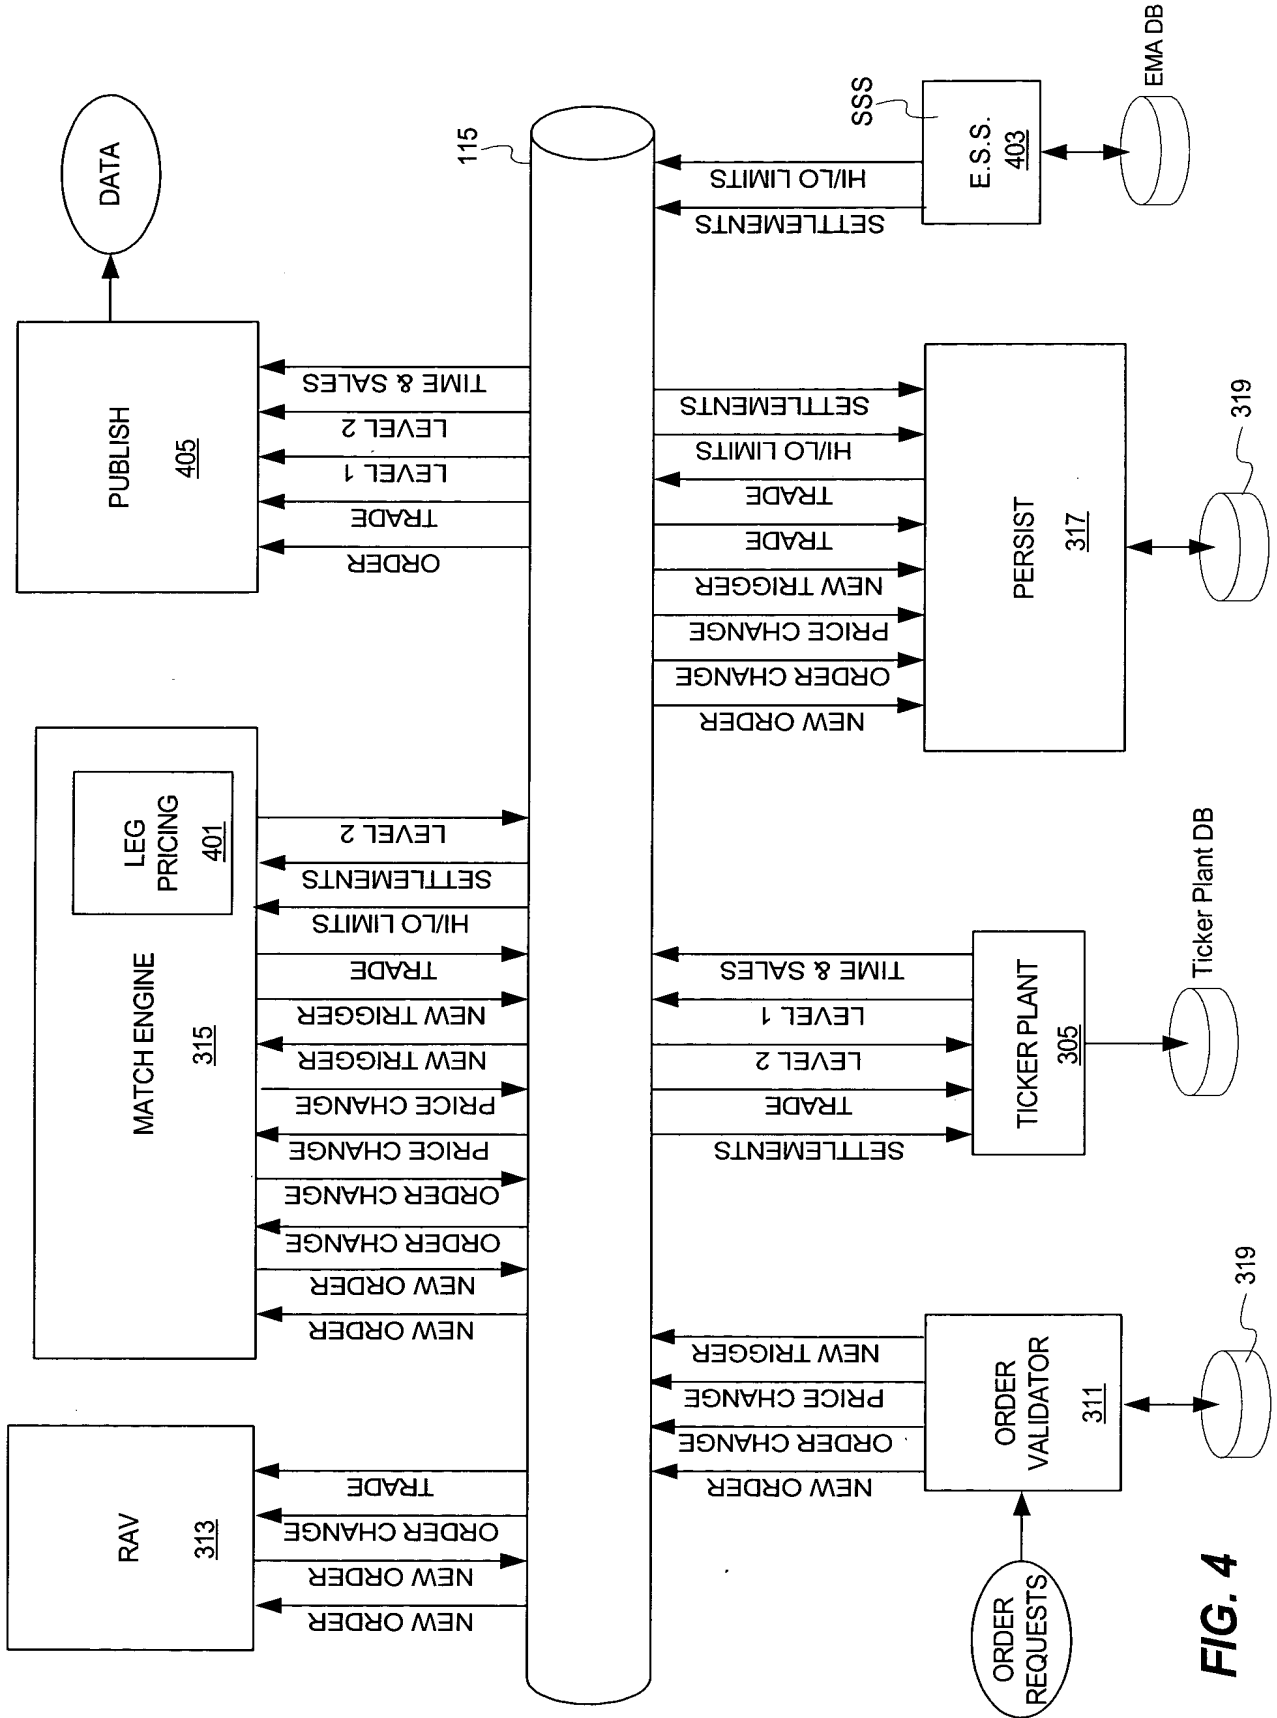 RAV
313
NEW ORDER
NEW ORDER
ORDER CHANGE
TRADE
MATCH ENGINE
315
LEG
PRICING
401
NEW ORDER
NEW ORDER
ORDER CHANGE
ORDER CHANGE
PRICE CHANGE
PRICE CHANGE
NEW TRIGGER
NEW TRIGGER
TRADE
HI/LO LIMITS
SETTLEMENTS
LEVEL 2
PUBLISH
405
ORDER
TRADE
LEVEL 1
LEVEL 2
TIME & SALES
DATA
115
ORDER
REQUESTS
ORDER
VALIDATOR
311
NEW ORDER
ORDER CHANGE
PRICE CHANGE
NEW TRIGGER
319
TICKER PLANT
305
SETTLEMENTS
TRADE
LEVEL 2
LEVEL 1
TIME & SALES
Ticker Plant DB
PERSIST
317
NEW ORDER
ORDER CHANGE
PRICE CHANGE
NEW TRIGGER
TRADE
TRADE
HI/LO LIMITS
SETTLEMENTS
319
E.S.S.
403
SETTLEMENTS
HI/LO LIMITS
SSS
EMA DB
FIG. 4